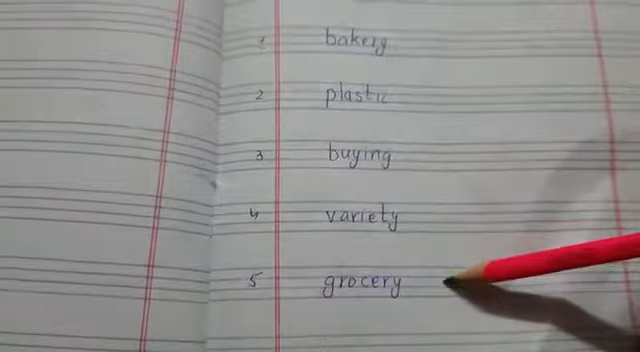 1 bakery
2 plastic
3 buying
4 variety
5 grocery